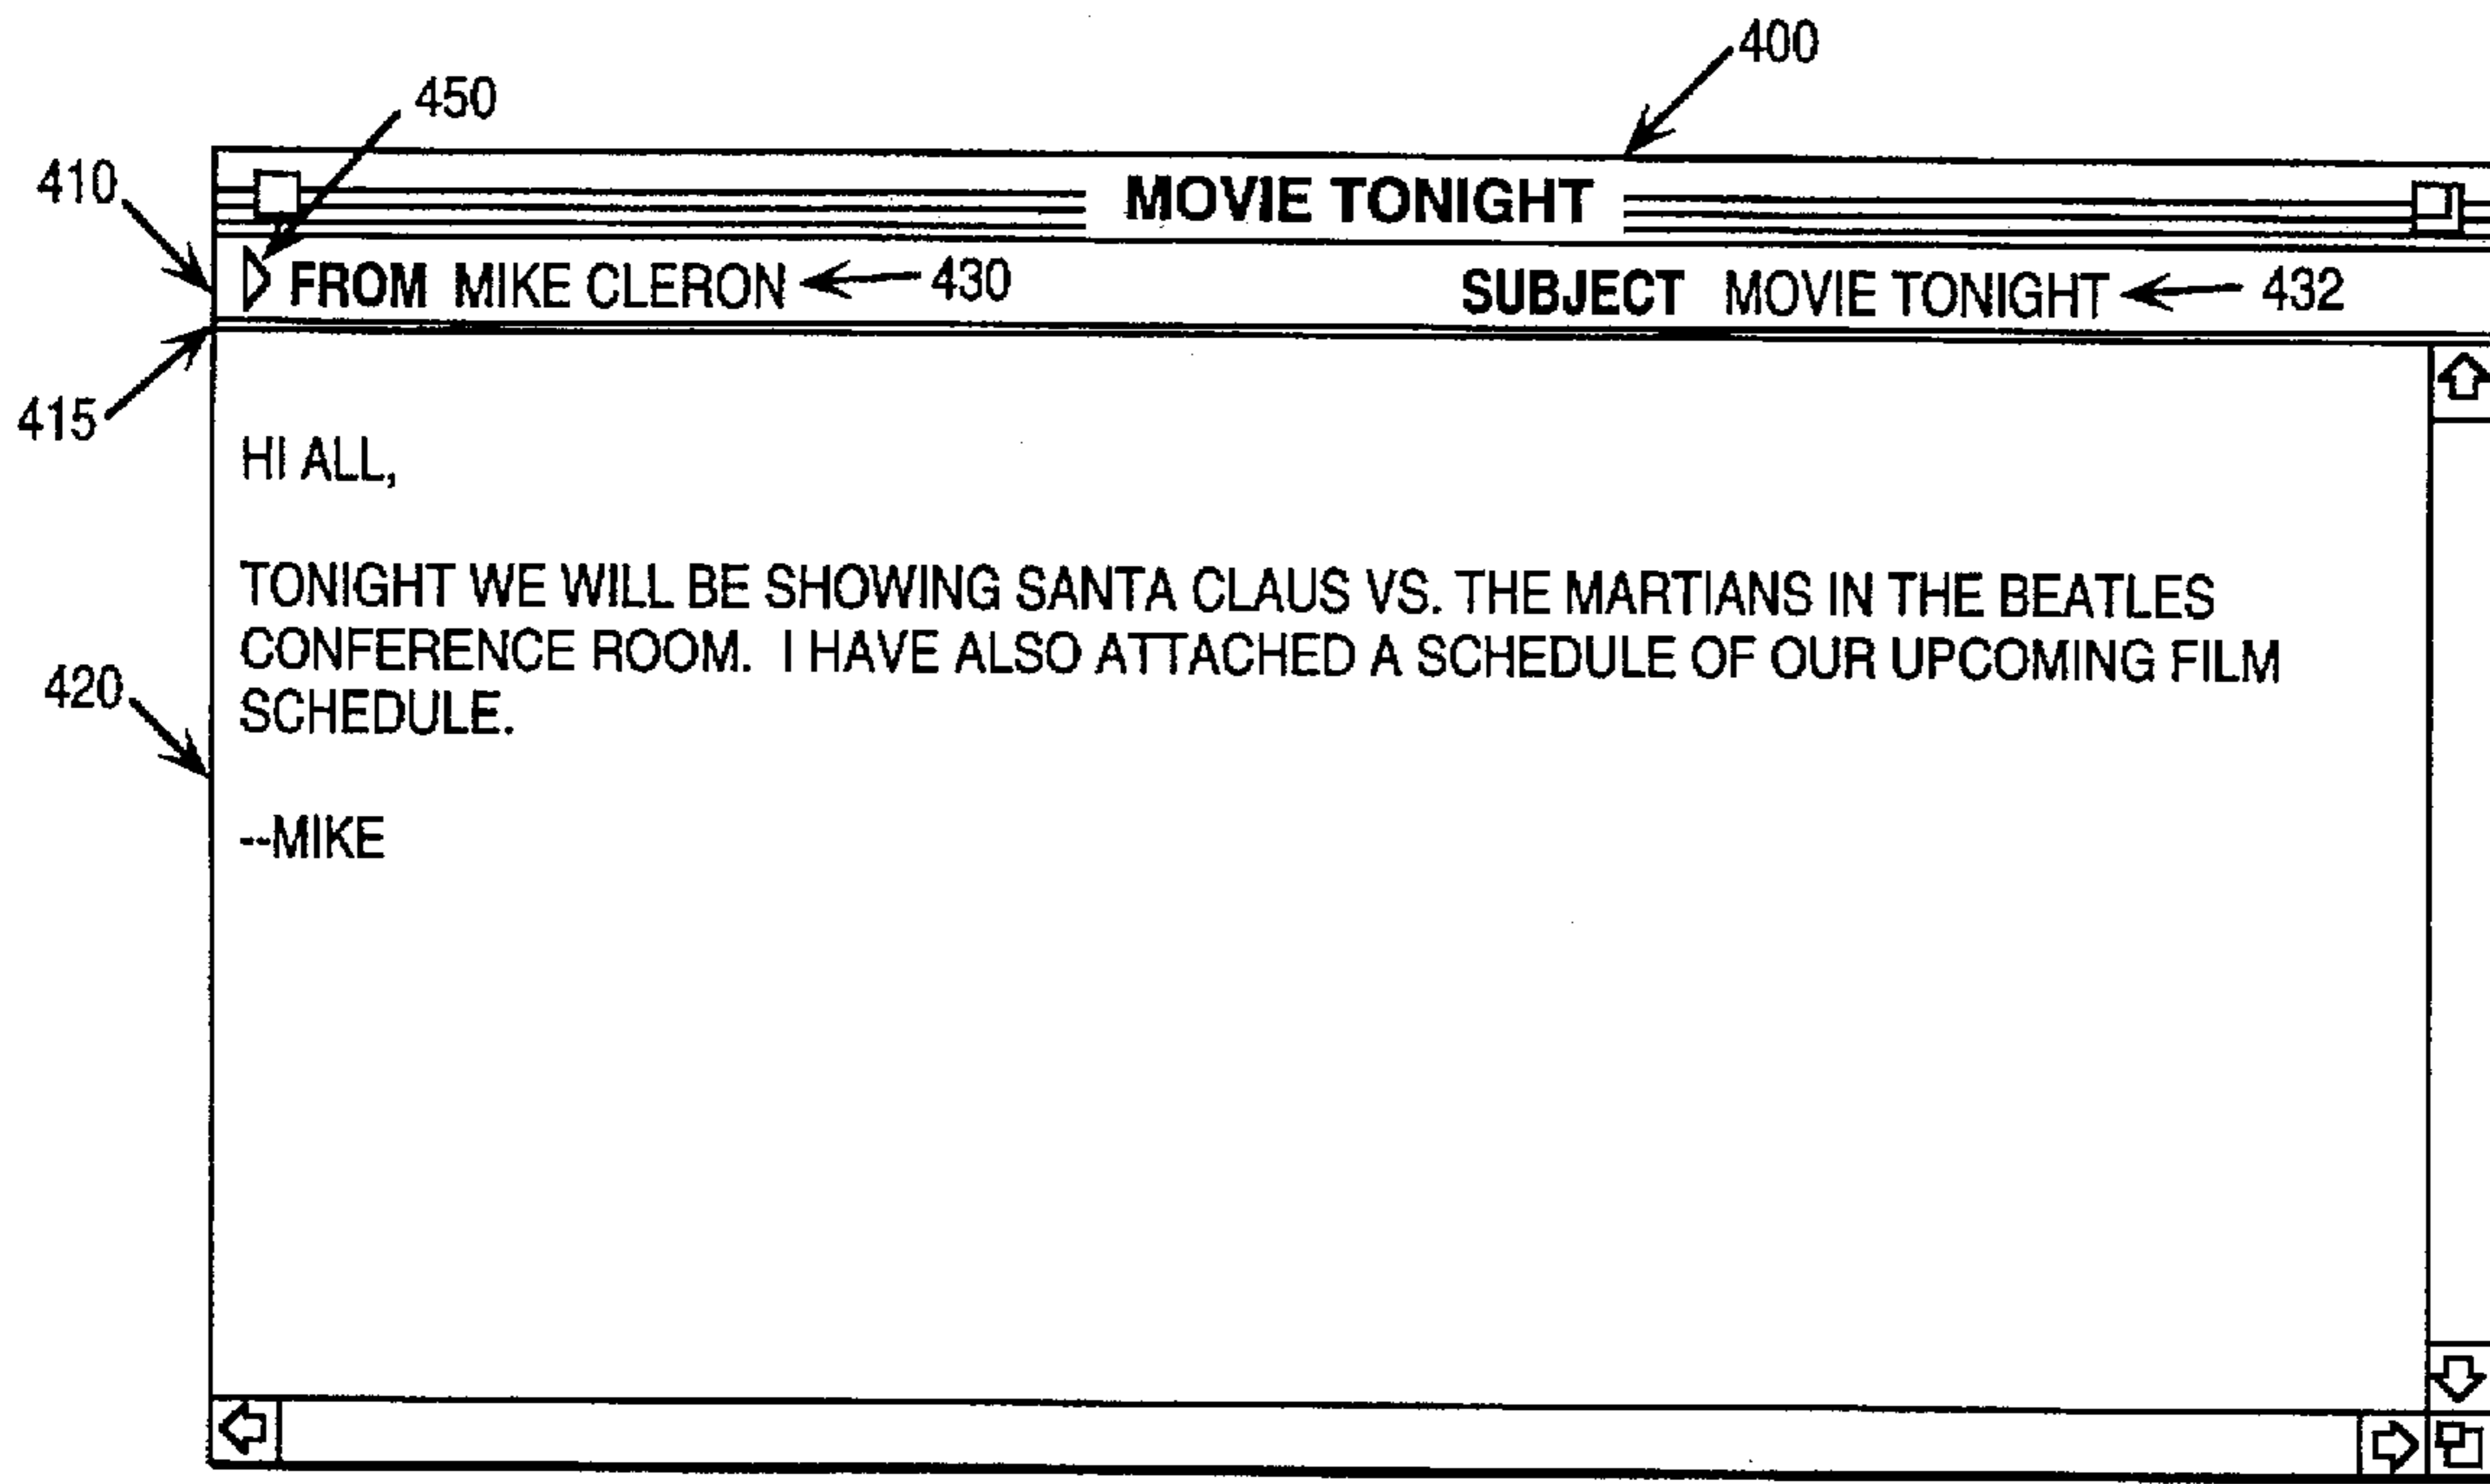 400
450
410
MOVIE TONIGHT
FROM MIKE CLERON 430 SUBJECT MOVIE TONIGHT 432
415
HI ALL,
TONIGHT WE WILL BE SHOWING SANTA CLAUS VS. THE MARTIANS IN THE BEATLES
CONFERENCE ROOM. I HAVE ALSO ATTACHED A SCHEDULE OF OUR UPCOMING FILM
420
SCHEDULE.
--MIKE